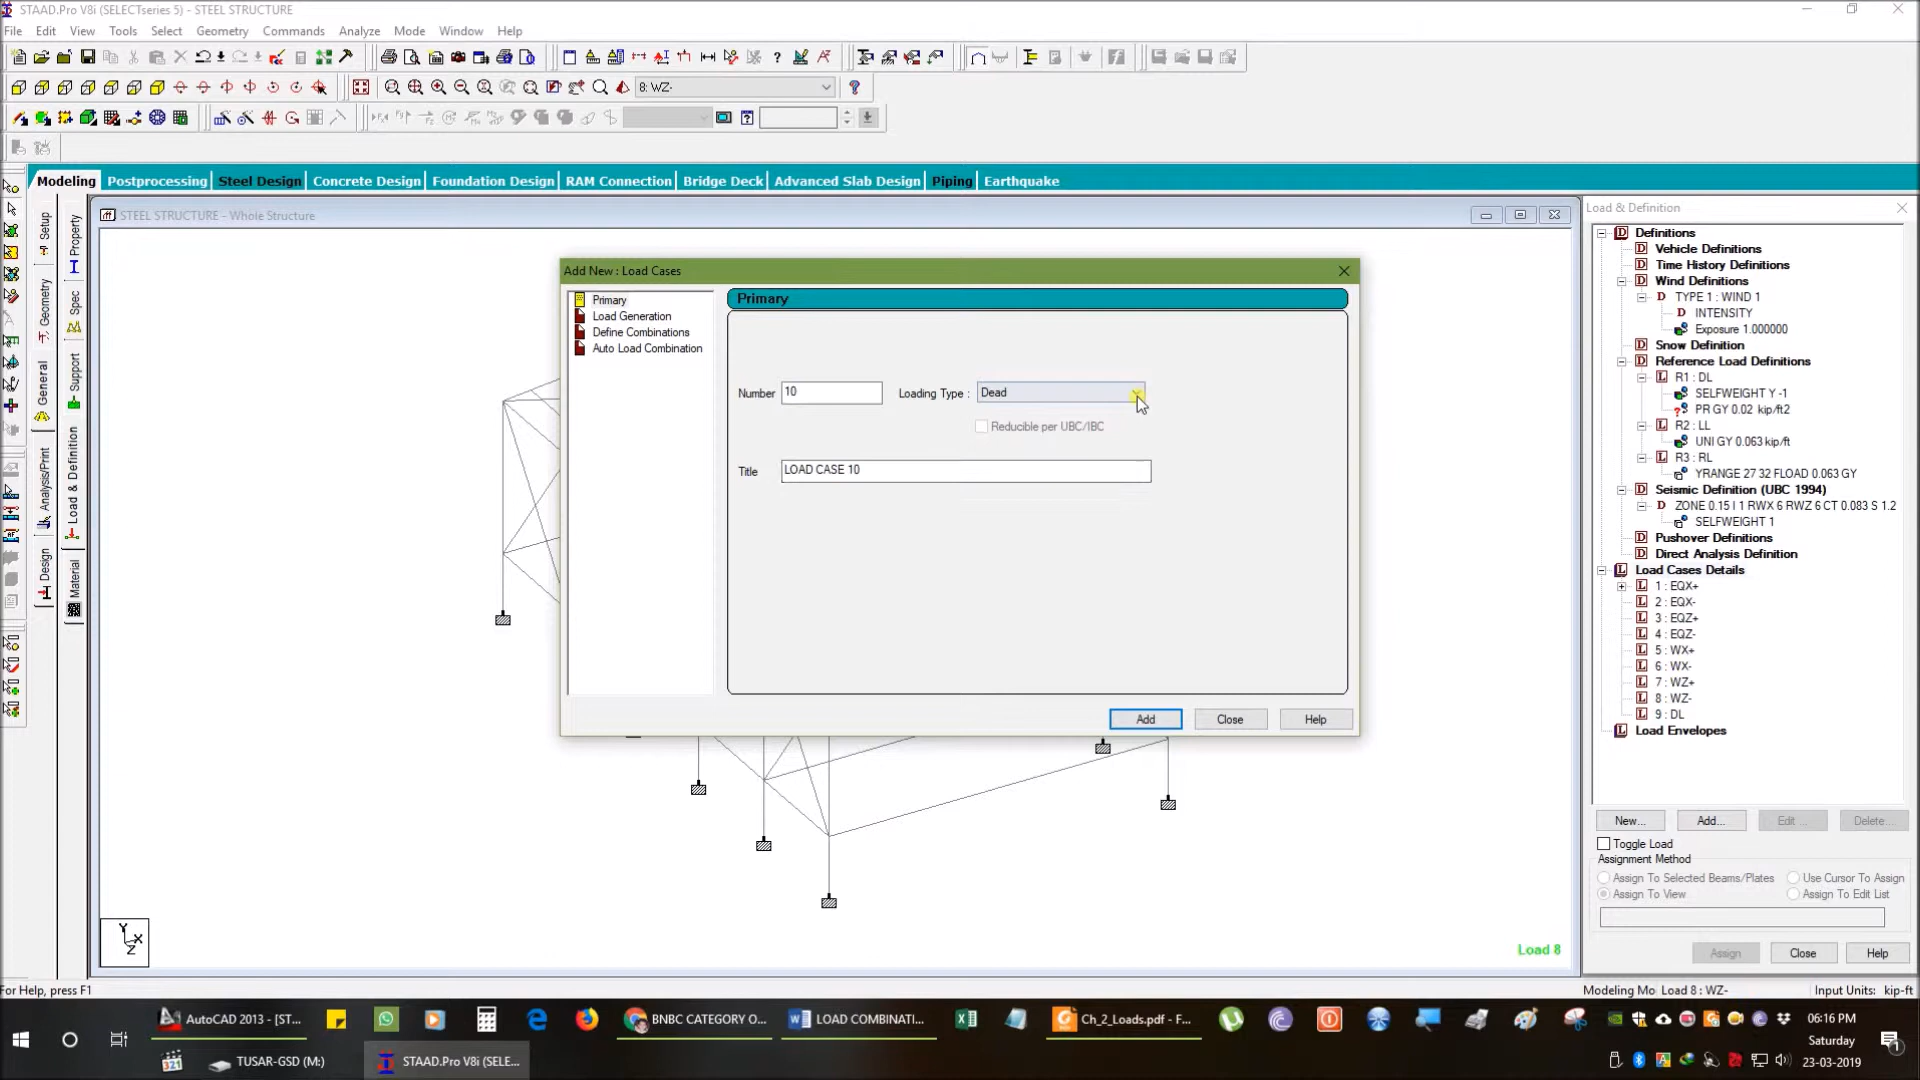 STAAD.Pro V8i (SELECTseries 5) - STEEL STRUCTURE
File Edit View Tools Select Geometry Commands Analyze Mode Window Help
8: WZ-
Modeling Postprocessing Steel Design Concrete Design Foundation Design RAM Connection Bridge Deck Advanced Slab Design Piping Earthquake
STEEL STRUCTURE - Whole Structure
Setup
Geometry
General
Analysis/Print
Design
Property
Spec
Support
Load & Definition
Material
Add New : Load Cases
Primary
Load Generation
Define Combinations
Auto Load Combination
Primary
Number 10 Loading Type : Dead
Reducible per UBC/IBC
Title LOAD CASE 10
Add Close Help
Load 8
Load & Definition
Definitions
Vehicle Definitions
Time History Definitions
Wind Definitions
TYPE 1 : WIND 1
INTENSITY
Exposure 1.000000
Snow Definition
Reference Load Definitions
R1 : DL
SELFWEIGHT Y -1
PR GY 0.02 kip/ft2
R2 : LL
UNI GY 0.063 kip/ft
R3 : RL
YRANGE 27 32 FLOAD 0.063 GY
Seismic Definition (UBC 1994)
ZONE 0.15 I 1 RWX 6 RWZ 6 CT 0.083 S 1.2
SELFWEIGHT 1
Pushover Definitions
Direct Analysis Definition
Load Cases Details
1 : EQX+
2 : EQX-
3 : EQZ+
4 : EQZ-
5 : WX+
6 : WX-
7 : WZ+
8 : WZ-
9 : DL
Load Envelopes
New... Add... Edit ... Delete...
Toggle Load
Assignment Method
Assign To Selected Beams/Plates Use Cursor To Assign
Assign To View Assign To Edit List
Assign Close Help
Y X Z
For Help, press F1 Modeling Mo Load 8 : WZ- Input Units: kip-ft
AutoCAD 2013 - [ST... BNBC CATEGORY O... LOAD COMBINATI... Ch_2_Loads.pdf - F... 06:16 PM
Saturday
TUSAR-GSD (M:) STAAD.Pro V8i (SELE... 23-03-2019